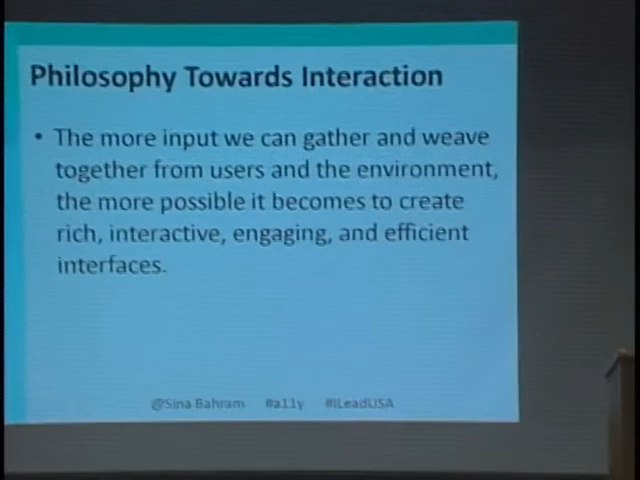 Philosophy Towards Interaction
• The more input we can gather and weave
together from users and the environment,
the more possible it becomes to create
rich, interactive, engaging, and efficient
interfaces.
@Sina Bahram #a11y #ILeadUSA